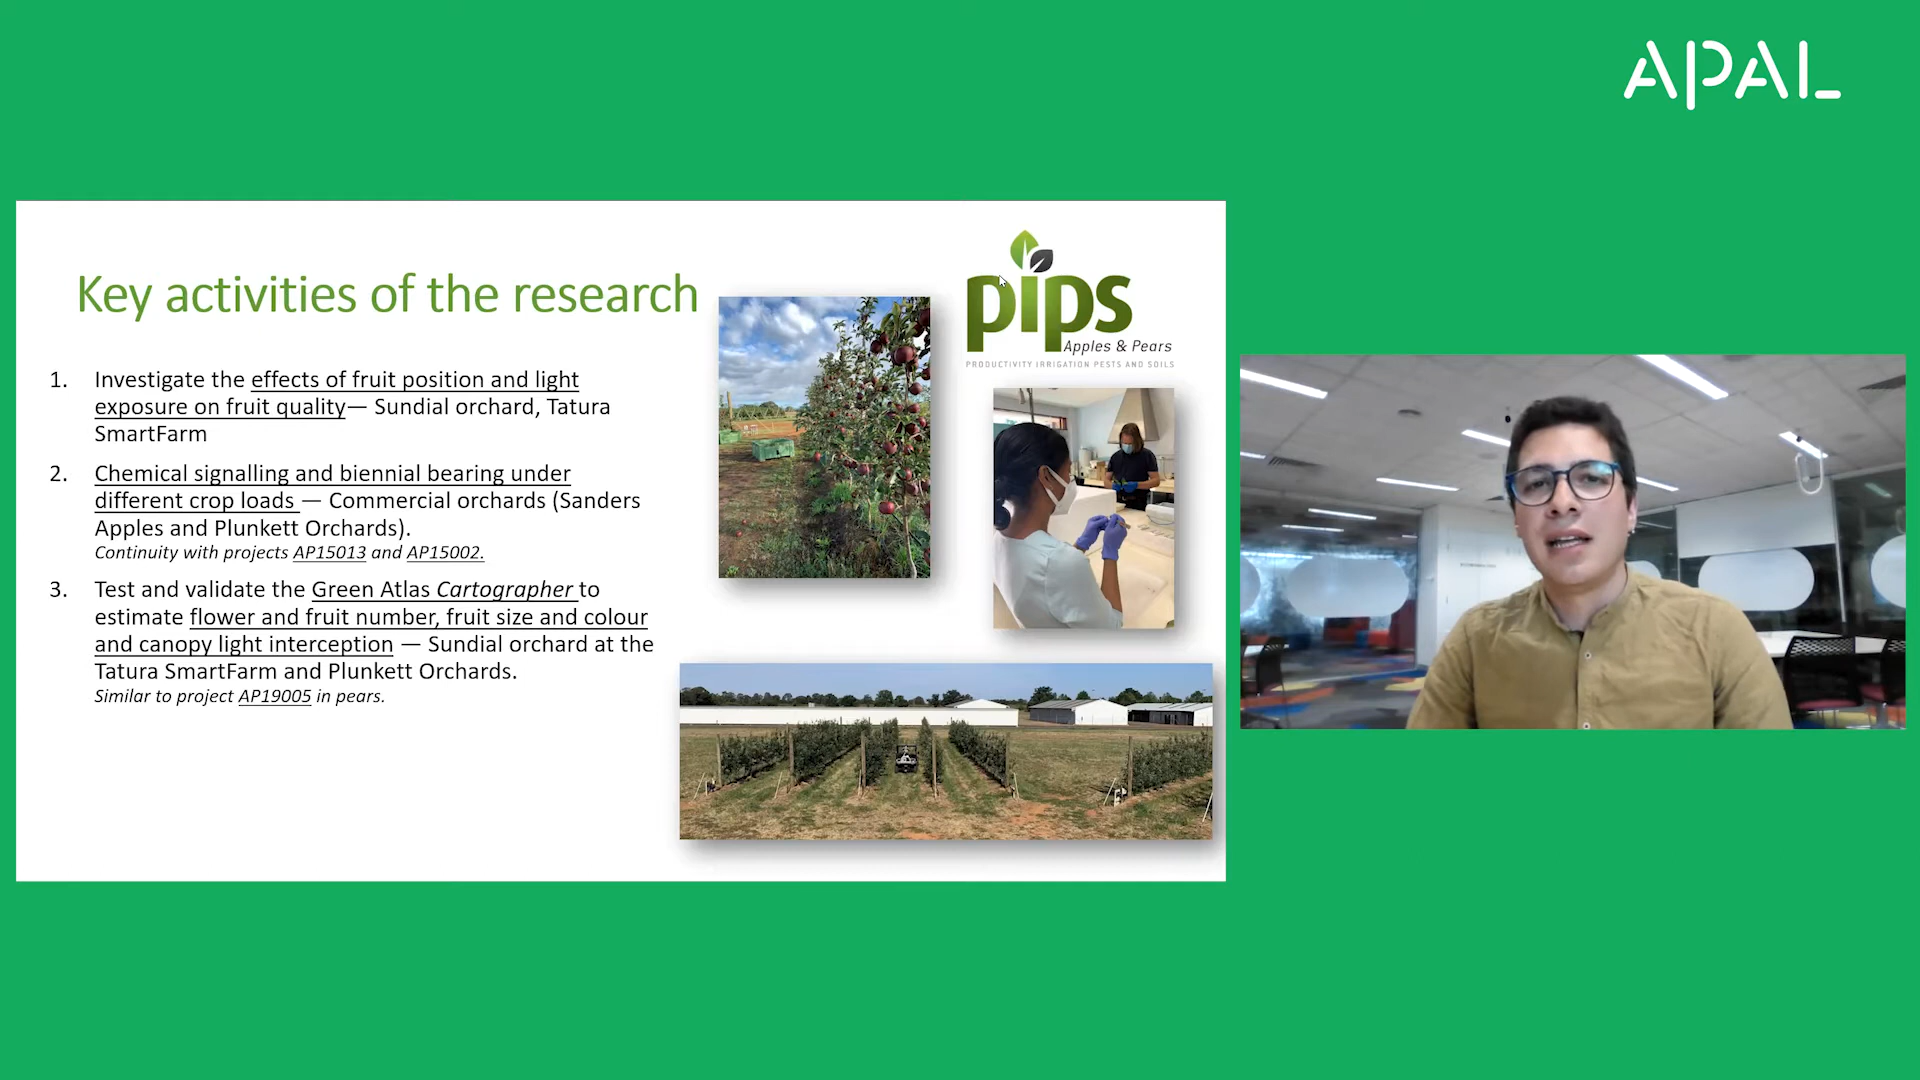 APAL
Key activities of the research
pips
Apples & Pears
PRODUCTIVITY IRRIGATION PESTS AND SOILS
1. Investigate the effects of fruit position and light
exposure on fruit quality— Sundial orchard, Tatura
SmartFarm
2. Chemical signalling and biennial bearing under
different crop loads — Commercial orchards (Sanders
Apples and Plunkett Orchards).
Continuity with projects AP15013 and AP15002.
3. Test and validate the Green Atlas Cartographer to
estimate flower and fruit number, fruit size and colour
and canopy light interception — Sundial orchard at the
Tatura SmartFarm and Plunkett Orchards.
Similar to project AP19005 in pears.